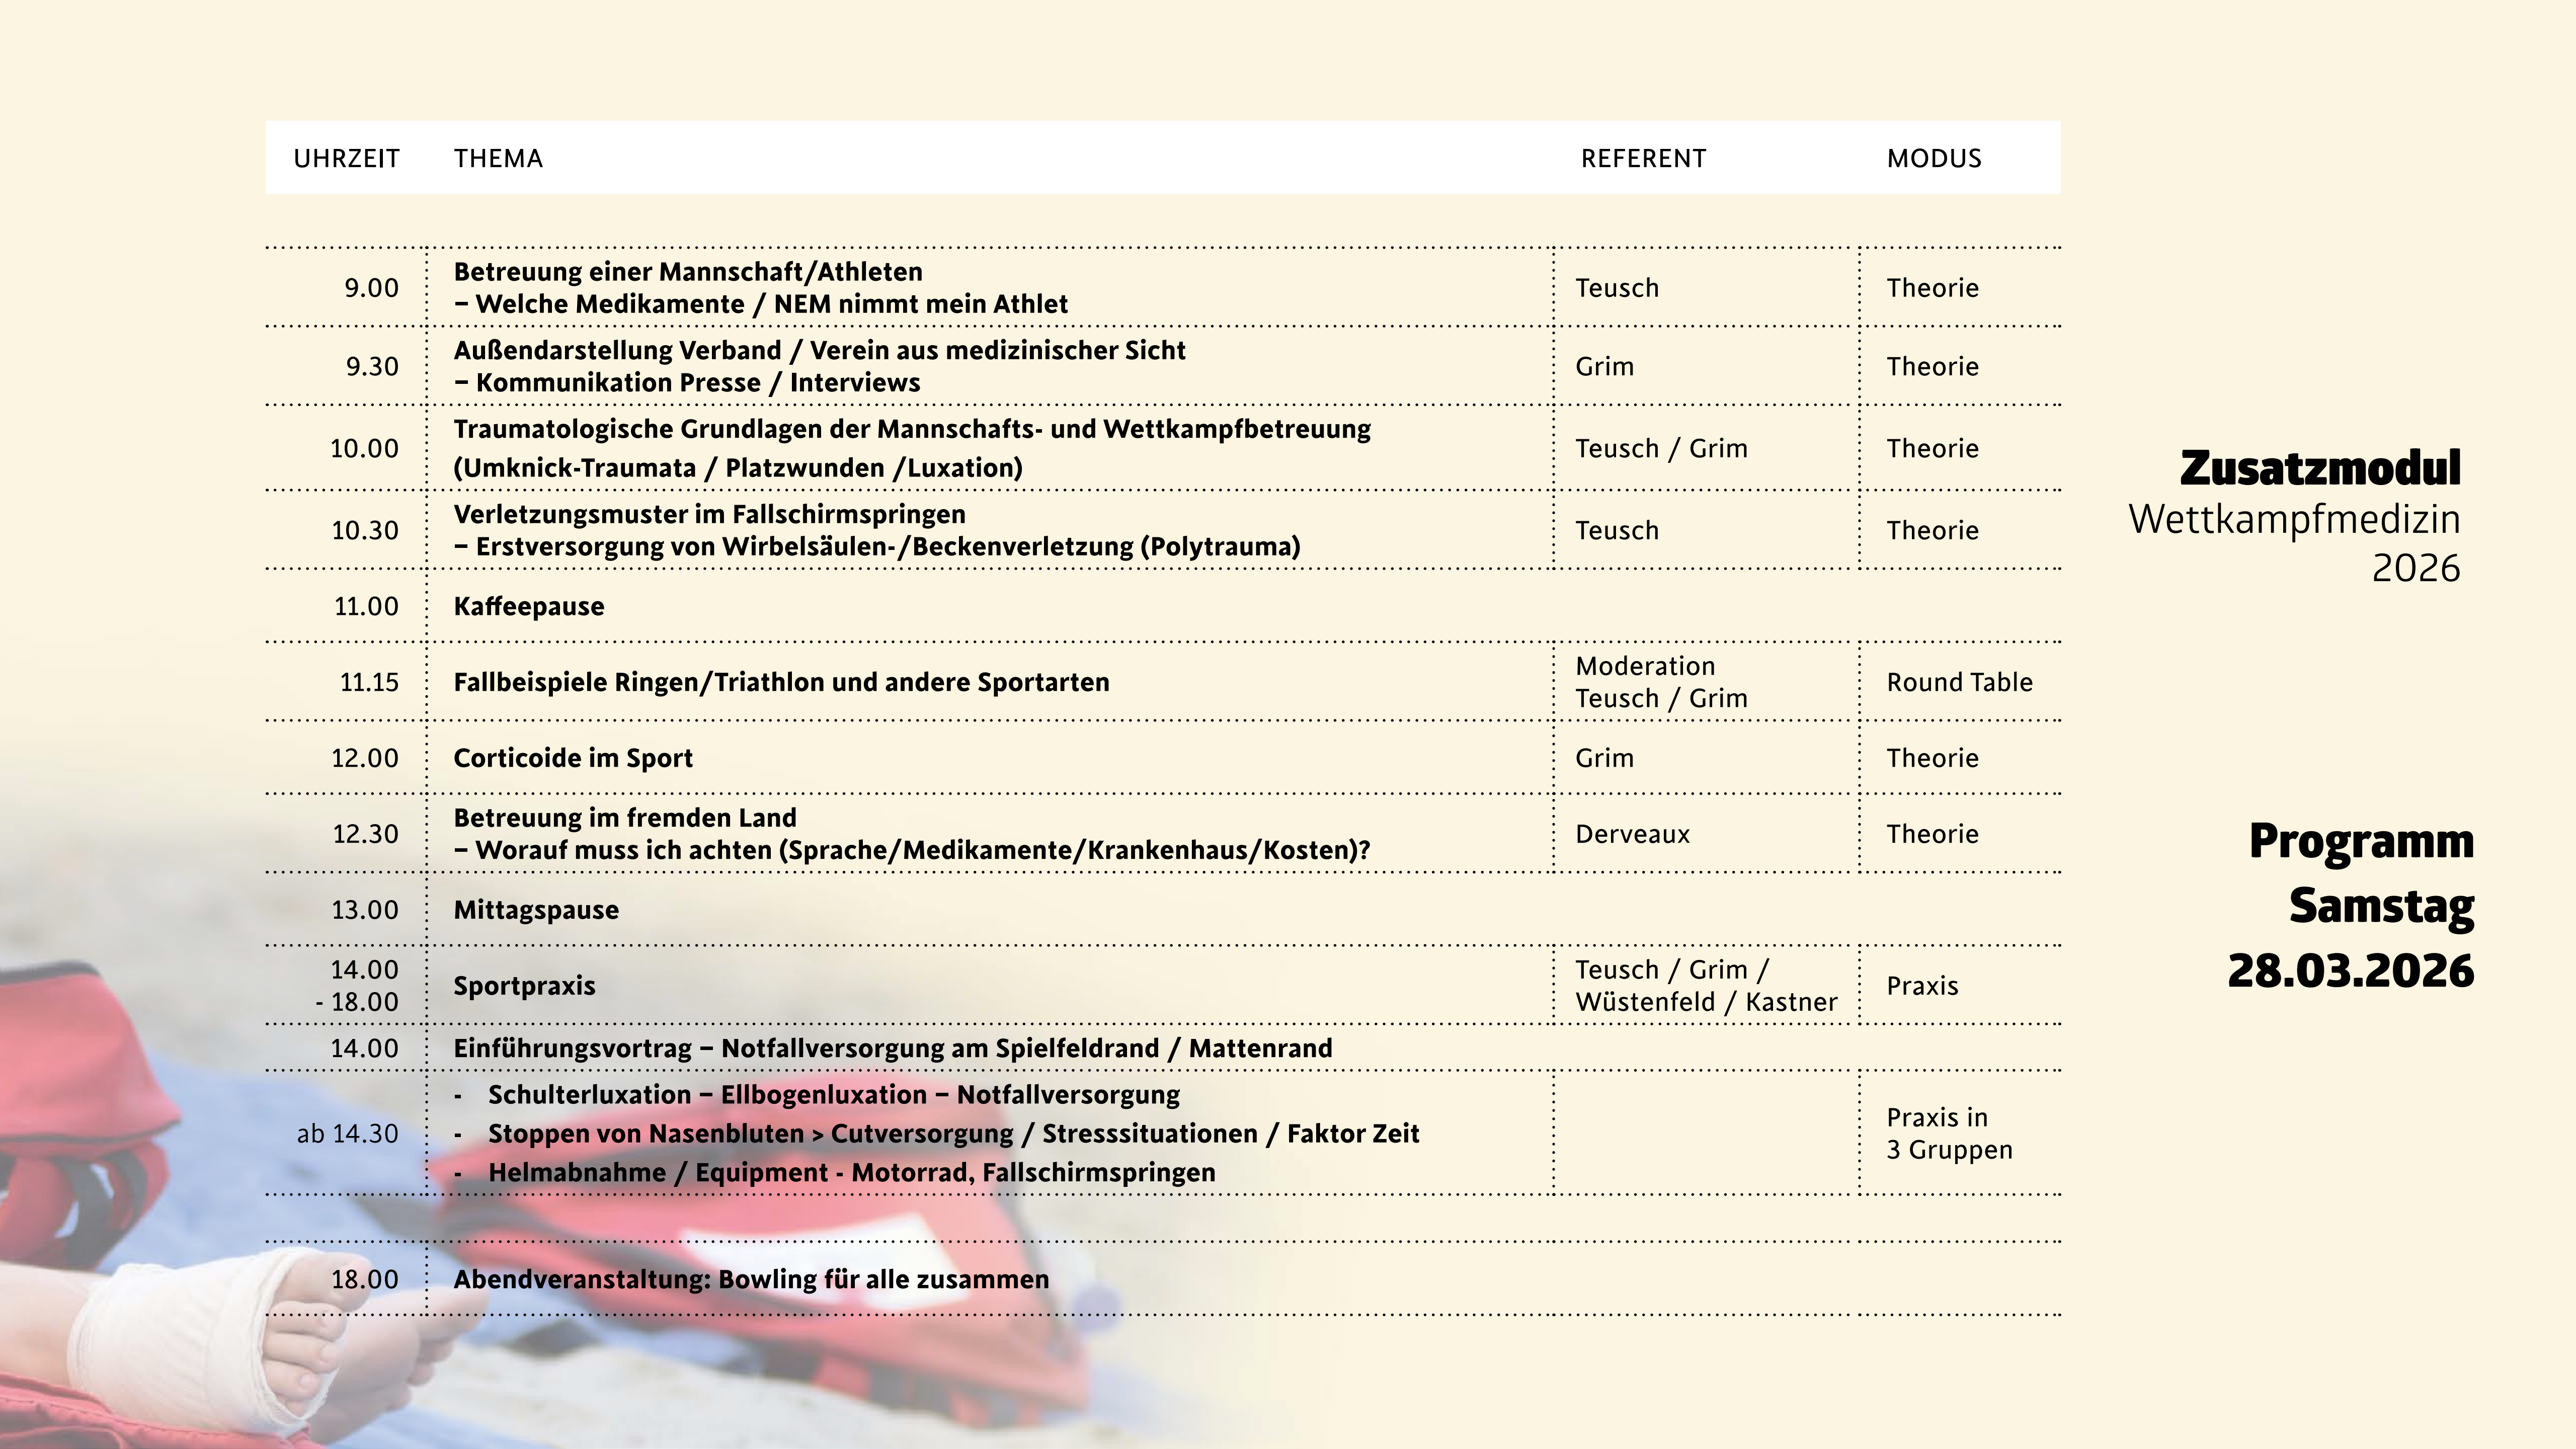 UHRZEIT THEMA REFERENT MODUS
9.00 Betreuung einer Mannschaft/Athleten
– Welche Medikamente / NEM nimmt mein Athlet Teusch Theorie
9.30 Außendarstellung Verband / Verein aus medizinischer Sicht
– Kommunikation Presse / Interviews Grim Theorie
10.00 Traumatologische Grundlagen der Mannschafts- und Wettkampfbetreuung
(Umknick-Traumata / Platzwunden /Luxation) Teusch / Grim Theorie
10.30 Verletzungsmuster im Fallschirmspringen
– Erstversorgung von Wirbelsäulen-/Beckenverletzung (Polytrauma) Teusch Theorie
11.00 Kaffeepause
11.15 Fallbeispiele Ringen/Triathlon und andere Sportarten Moderation
Teusch / Grim Round Table
12.00 Corticoide im Sport Grim Theorie
12.30 Betreuung im fremden Land
– Worauf muss ich achten (Sprache/Medikamente/Krankenhaus/Kosten)? Derveaux Theorie
13.00 Mittagspause
14.00
- 18.00 Sportpraxis Teusch / Grim /
Wüstenfeld / Kastner Praxis
14.00 Einführungsvortrag – Notfallversorgung am Spielfeldrand / Mattenrand
ab 14.30 - Schulterluxation – Ellbogenluxation – Notfallversorgung
- Stoppen von Nasenbluten > Cutversorgung / Stresssituationen / Faktor Zeit
- Helmabnahme / Equipment - Motorrad, Fallschirmspringen
Praxis in
3 Gruppen
18.00 Abendveranstaltung: Bowling für alle zusammen
Zusatzmodul
Wettkampfmedizin
2026
Programm
Samstag
28.03.2026